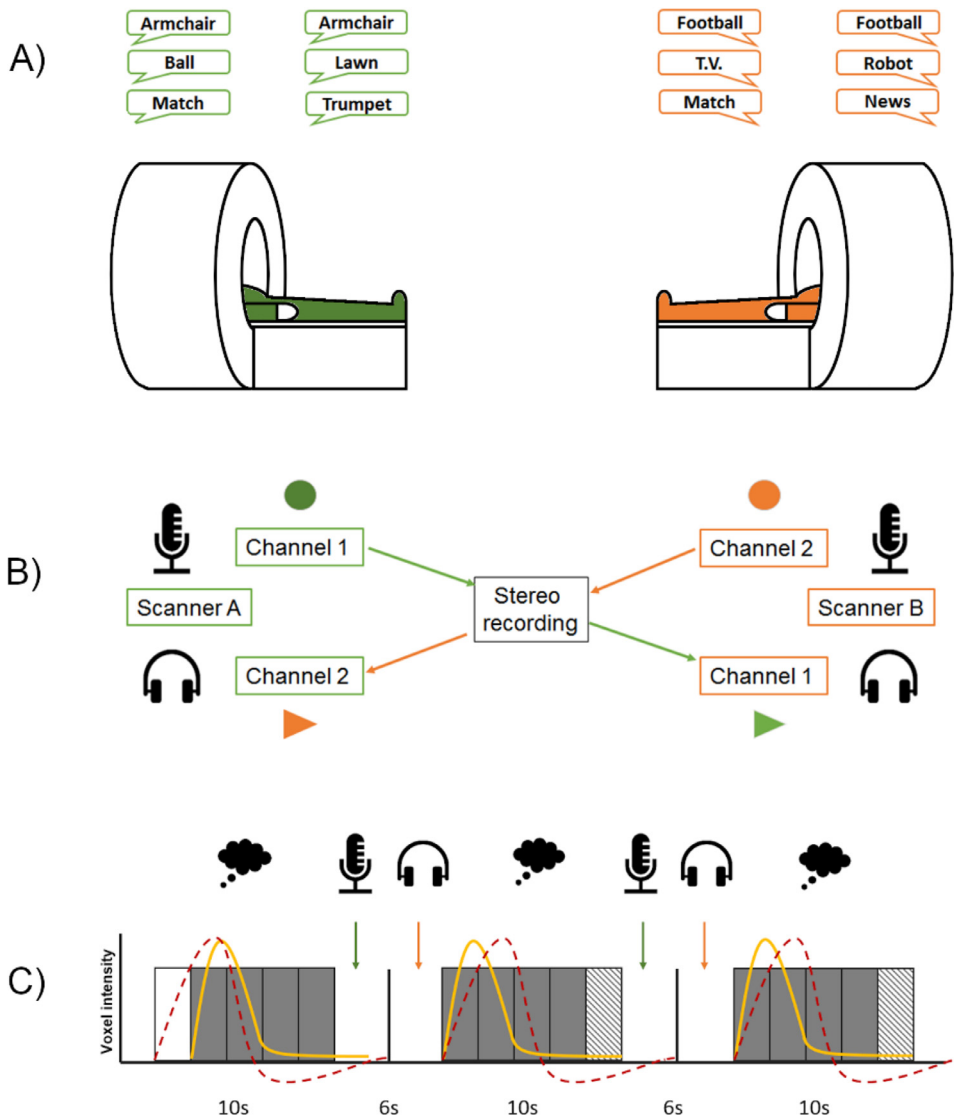 A)
Armchair
Ball
Match
Armchair
Lawn
Trumpet
Football
T.V.
Match
Football
Robot
News
B)
Channel 1
Scanner A
Channel 2
Stereo
recording
Channel 2
Scanner B
Channel 1
C)
Voxel intensity
10s
6s
10s
6s
10s